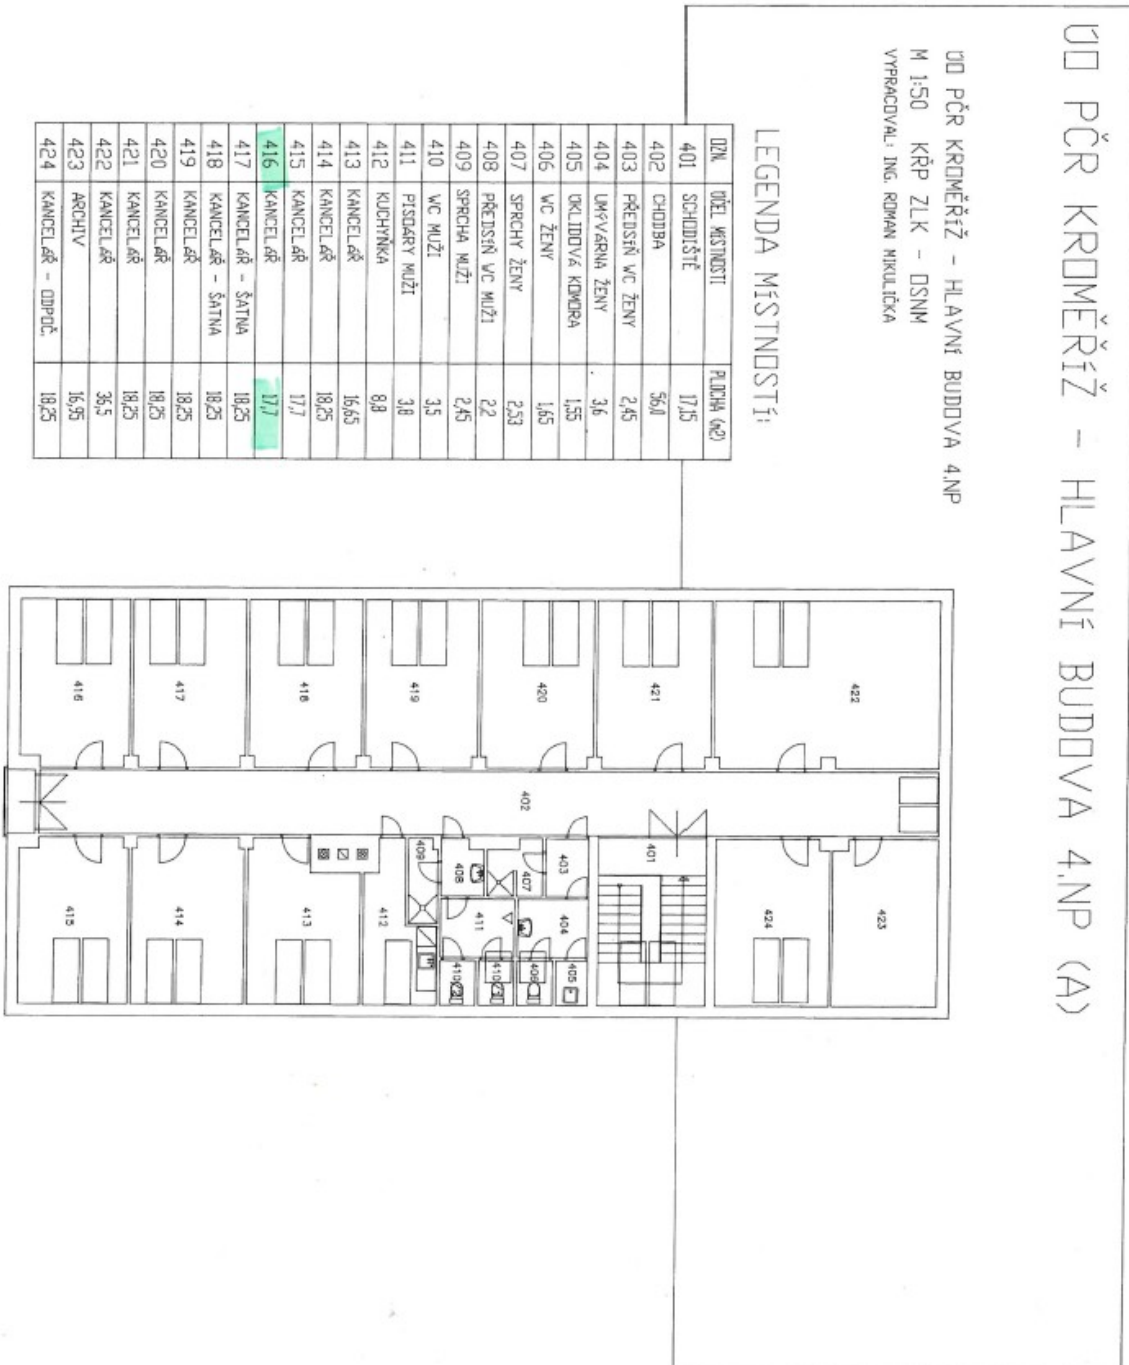 ÚO PČR KROMĚŘÍŽ - HLAVNÍ BUDOVA 4.NP (A)
ÚO PČR KROMĚŘÍŽ - HLAVNÍ BUDOVA 4.NP
M 1:50 KŘP ZLK - OSNM
VYPRACOVAL: ING. ROMAN MIKULIČKA
LEGENDA MÍSTNOSTÍ:
OZN. ÚČEL MÍSTNOSTI PLOCHA (m2)
401 SCHODIŠTĚ 17,15
402 CHODBA 56,0
403 PŘEDSÍŇ WC ŽENY 2,45
404 UMÝVÁRNA ŽENY 3,6
405 ÚKLIDOVÁ KOMORA 1,55
406 WC ŽENY 1,65
407 SPRCHY ŽENY 2,53
408 PŘEDSÍŇ WC MUŽI 2,2
409 SPRCHA MUŽI 2,45
410 WC MUŽI 3,5
411 PISOÁRY MUŽI 3,8
412 KUCHYŇKA 8,8
413 KANCELÁŘ 16,65
414 KANCELÁŘ 18,25
415 KANCELÁŘ 17,7
416 KANCELÁŘ 17,7
417 KANCELÁŘ - ŠATNA 18,25
418 KANCELÁŘ - ŠATNA 18,25
419 KANCELÁŘ 18,25
420 KANCELÁŘ 18,25
421 KANCELÁŘ 18,25
422 KANCELÁŘ 36,5
423 ARCHIV 16,95
424 KANCELÁŘ - ODPOČ. 18,25
416
417
418
419
420
421
422
402
415
414
413
412
409
408
411
410
410
407
403
404
406
405
401
424
423